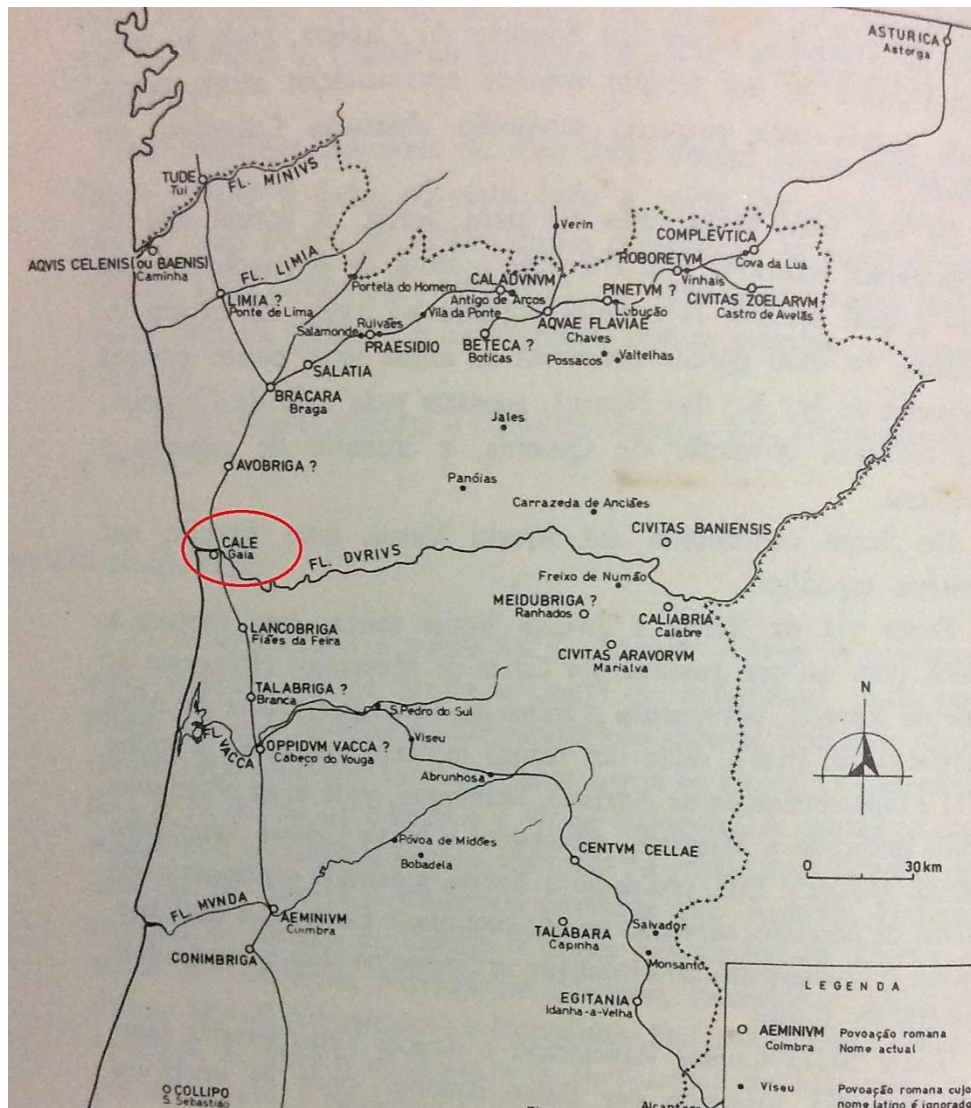 ASTURICA
Astorga
TUDE
Tui
FL. MINIVS
AQVIS CELENIS (ou BAENIS)
Caminha
FL. LIMIA
LIMIA ?
Ponte de Lima
Portela do Homem
Verin
COMPLEVTICA
Cova da Lua
ROBORETVM
Vinhais
CALADVNVM
Antigo de Arcos
PINETVM ?
Lubução
CIVITAS ZOELARVM
Castro de Avelãs
Vila da Ponte
Ruivães
Salamonde
PRAESIDIO
AQVAE FLAVIAE
Chaves
BETECA ?
Boticas
Possacos
Valtelhas
SALATIA
BRACARA
Braga
Jales
AVOBRIGA ?
Panóias
Carrazeda de Anciães
CIVITAS BANIENSIS
CALE
Gaia
FL. DVRIVS
Freixo de Numão
MEIDUBRIGA ?
Ranhados
CALIABRIA
Calabre
LANCOBRIGA
Fiães da Feira
CIVITAS ARAVORVM
Marialva
N
TALABRIGA ?
Branca
S. Pedro do Sul
FL. VACCA
OPPIDVM VACCA ?
Cabeço do Vouga
Viseu
Abrunhosa
Póvoa de Midões
Bobadela
CENTVM CELLAE
0 30 km
FL. MVNDA
AEMINIVM
Coimbra
CONIMBRIGA
TALABARA
Capinha
Salvador
Monsanto
EGITANIA
Idanha-a-Velha
COLLIPO
S. Sebastião
LEGENDA
AEMINIVM Povoação romana
Coimbra Nome actual
Viseu Povoação romana cujo
nome latino é ignorado